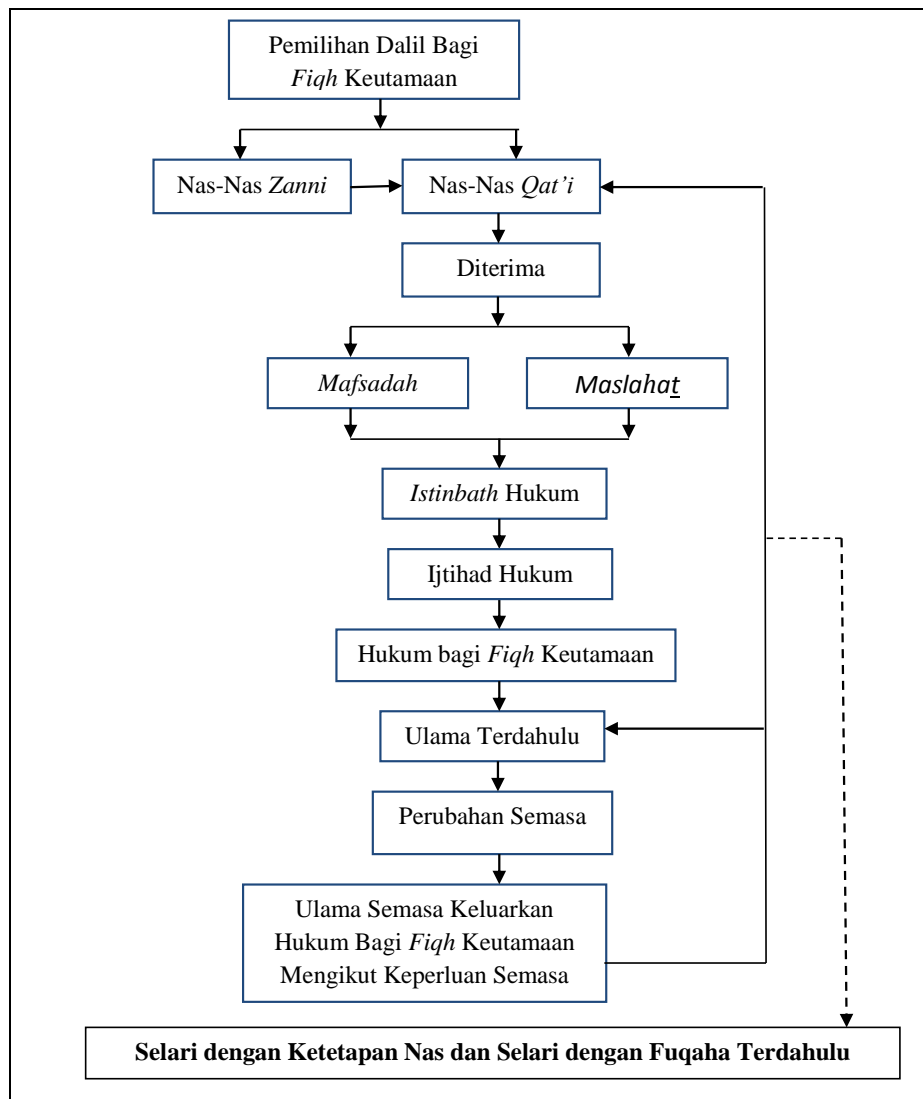 Pemilihan Dalil Bagi
Fiqh Keutamaan
Nas-Nas Zanni
Nas-Nas Qat’i
Diterima
Mafsadah
Maslahat
Istinbath Hukum
Ijtihad Hukum
Hukum bagi Fiqh Keutamaan
Ulama Terdahulu
Perubahan Semasa
Ulama Semasa Keluarkan
Hukum Bagi Fiqh Keutamaan
Mengikut Keperluan Semasa
Selari dengan Ketetapan Nas dan Selari dengan Fuqaha Terdahulu